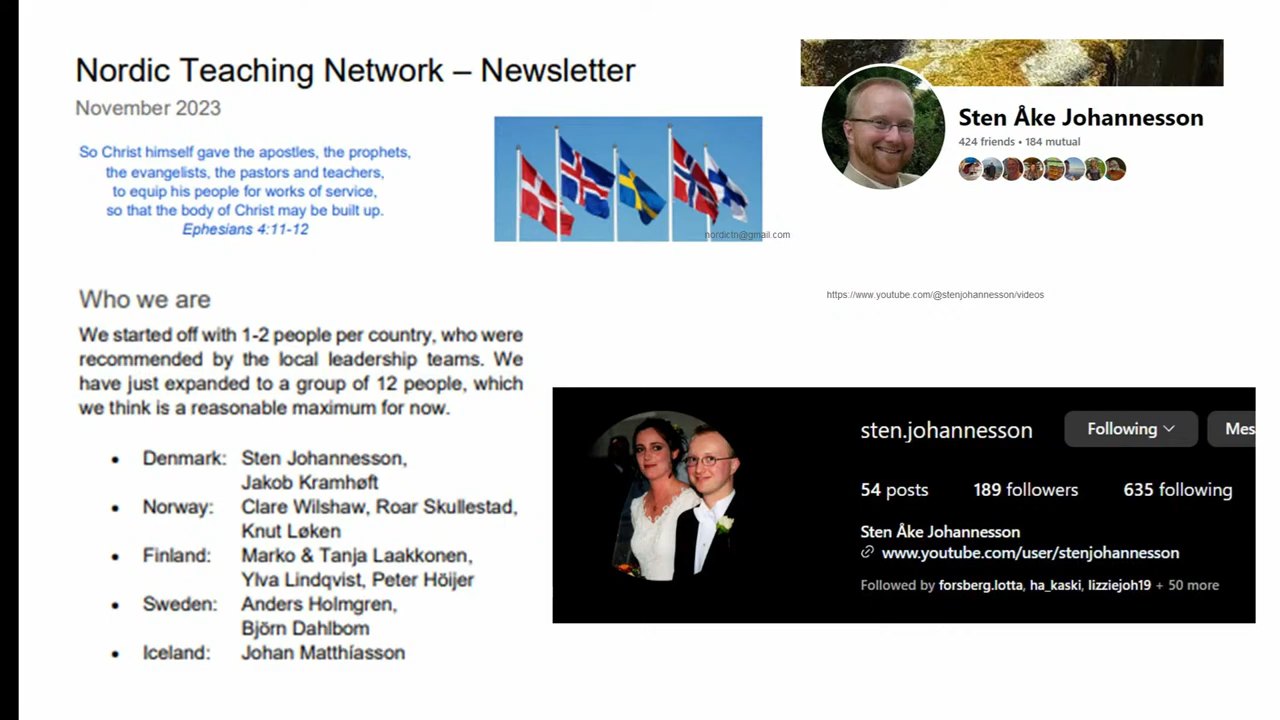 Nordic Teaching Network – Newsletter
November 2023
So Christ himself gave the apostles, the prophets,
the evangelists, the pastors and teachers,
to equip his people for works of service,
so that the body of Christ may be built up.
Ephesians 4:11-12
nordictn@gmail.com
Who we are
We started off with 1-2 people per country, who were
recommended by the local leadership teams. We
have just expanded to a group of 12 people, which
we think is a reasonable maximum for now.
• Denmark: Sten Johannesson,
Jakob Kramhøft
• Norway: Clare Wilshaw, Roar Skullestad,
Knut Løken
• Finland: Marko & Tanja Laakkonen,
Ylva Lindqvist, Peter Höijer
• Sweden: Anders Holmgren,
Björn Dahlbom
• Iceland: Johan Matthíasson
Sten Åke Johannesson
424 friends • 184 mutual
https://www.youtube.com/@stenjohannesson/videos
sten.johannesson Following Mes
54 posts 189 followers 635 following
Sten Åke Johannesson
www.youtube.com/user/stenjohannesson
Followed by forsberg.lotta, ha_kaski, lizziejoh19 + 50 more